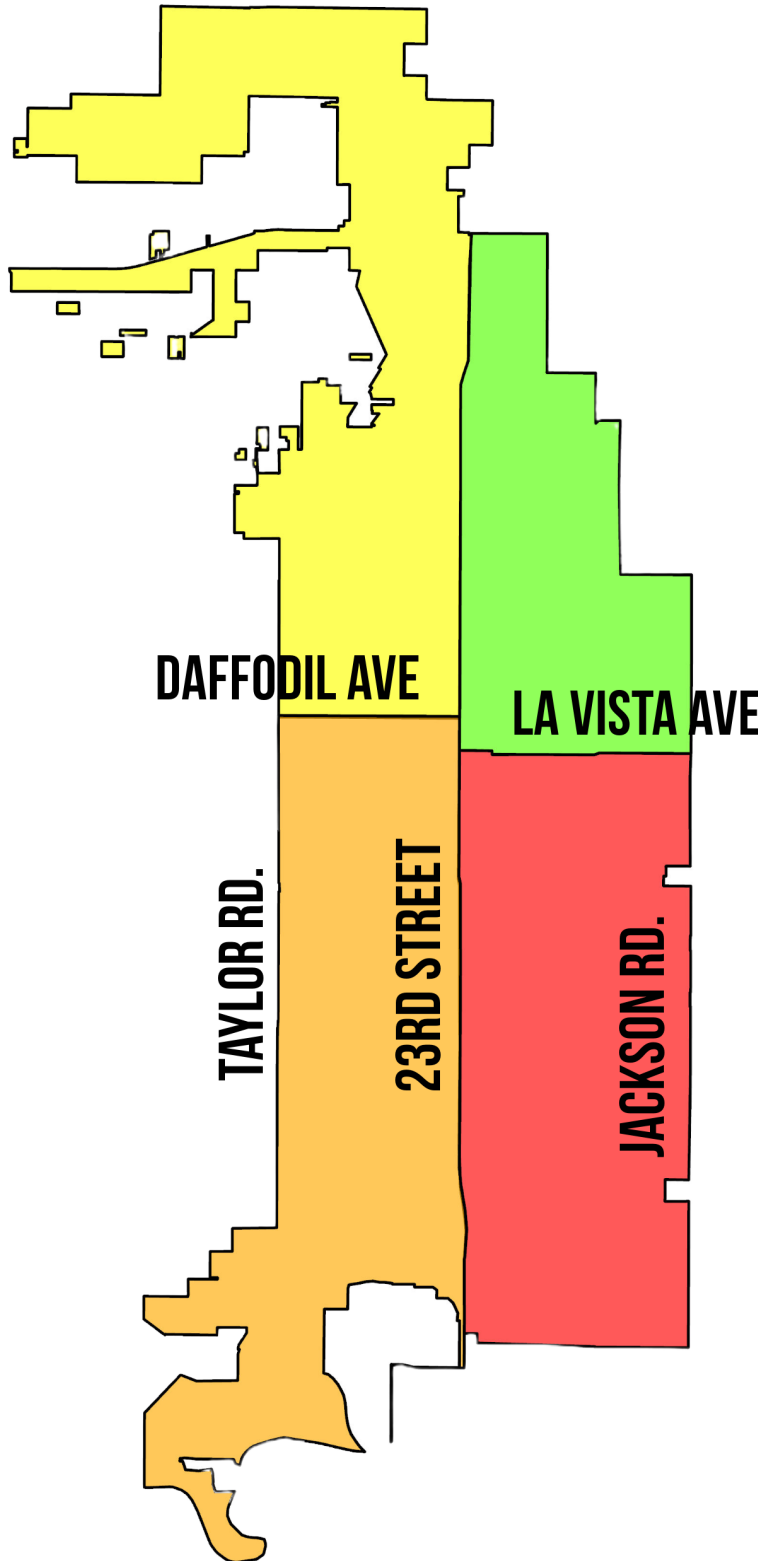 DAFFODIL AVE
LA VISTA AVE
TAYLOR RD.
23RD STREET
JACKSON RD.